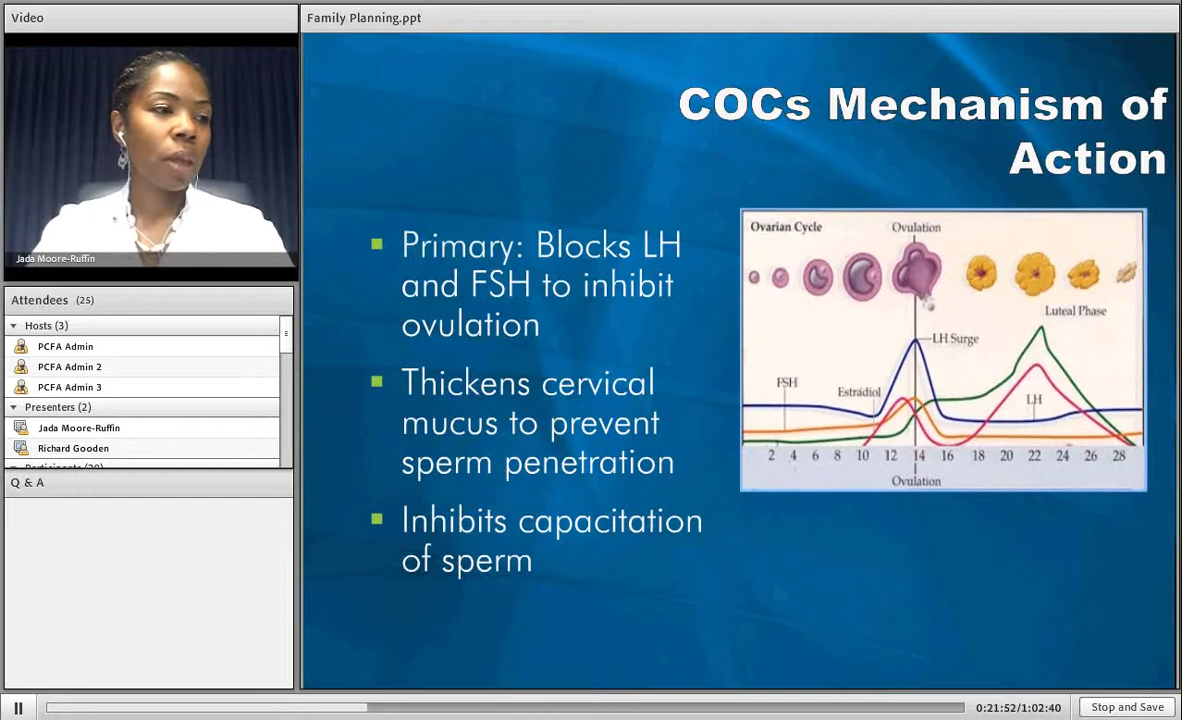 Video
Jada Moore-Ruffin
Attendees (25)
Hosts (3)
PCFA Admin
PCFA Admin 2
PCFA Admin 3
Presenters (2)
Jada Moore-Ruffin
Richard Gooden
Q & A
Family Planning.ppt
COCs Mechanism of
Action
Primary: Blocks LH
and FSH to inhibit
ovulation
Thickens cervical
mucus to prevent
sperm penetration
Inhibits capacitation
of sperm
Ovarian Cycle
Ovulation
Luteal Phase
LH Surge
FSH
Estradiol
LH
2 4 6 8 10 12 14 16 18 20 22 24 26 28
Ovulation
0:21:52/1:02:40
Stop and Save